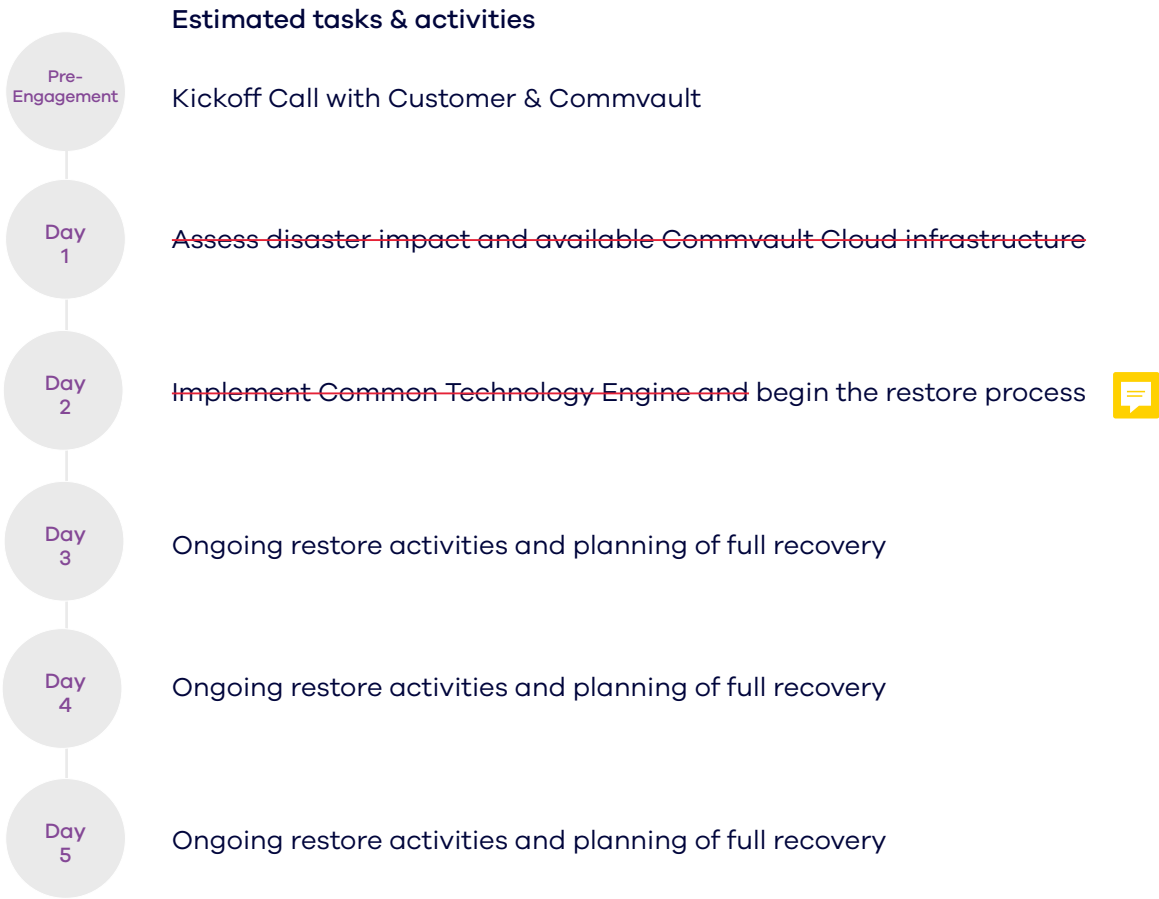 Estimated tasks & activities
Pre-
Engagement
Kickoff Call with Customer & Commvault
Day
1
Assess disaster impact and available Commvault Cloud infrastructure
Day
2
Implement Common Technology Engine and begin the restore process
Day
3
Ongoing restore activities and planning of full recovery
Day
4
Ongoing restore activities and planning of full recovery
Day
5
Ongoing restore activities and planning of full recovery